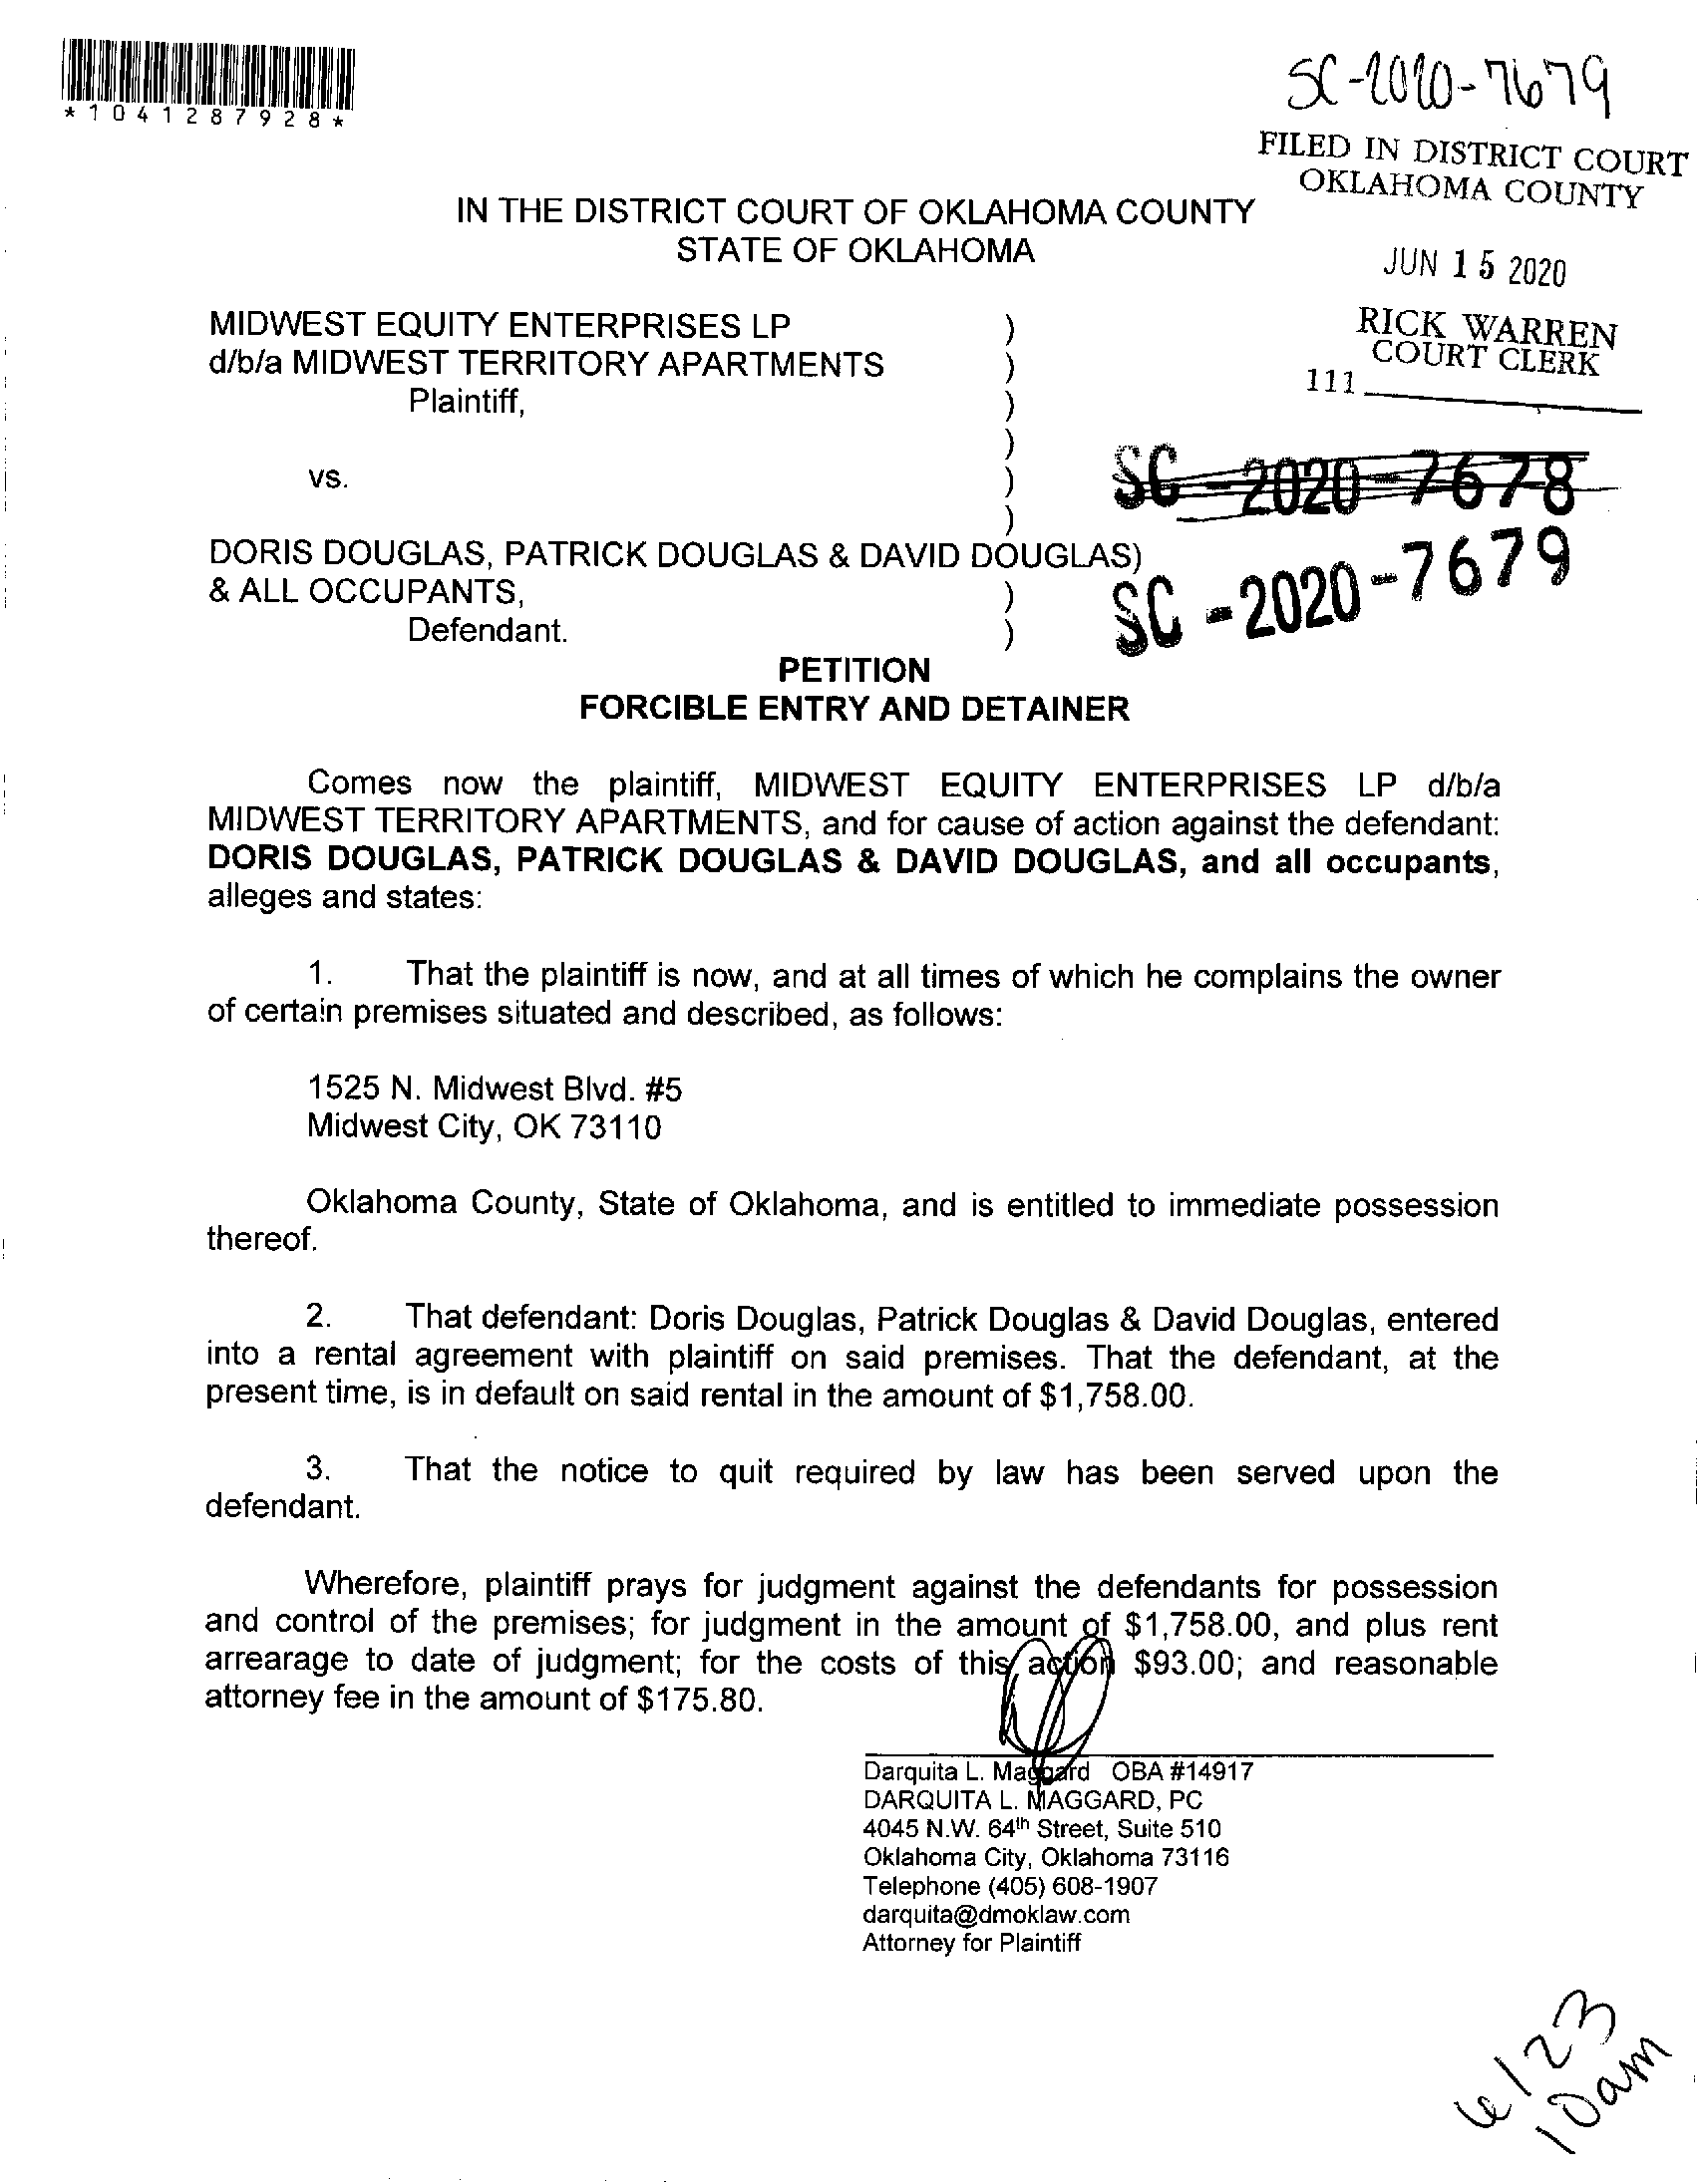 *1041287928*
SC-2020-7679
FILED IN DISTRICT COURT
OKLAHOMA COUNTY
IN THE DISTRICT COURT OF OKLAHOMA COUNTY
STATE OF OKLAHOMA
JUN 15 2020
RICK WARREN
COURT CLERK
111
MIDWEST EQUITY ENTERPRISES LP )
d/b/a MIDWEST TERRITORY APARTMENTS )
Plaintiff, )
)
vs. )
)
SC-2020-7678
DORIS DOUGLAS, PATRICK DOUGLAS & DAVID DOUGLAS)
& ALL OCCUPANTS, )
Defendant. )
SC-2020-7679
PETITION
FORCIBLE ENTRY AND DETAINER
Comes now the plaintiff, MIDWEST EQUITY ENTERPRISES LP d/b/a
MIDWEST TERRITORY APARTMENTS, and for cause of action against the defendant:
DORIS DOUGLAS, PATRICK DOUGLAS & DAVID DOUGLAS, and all occupants,
alleges and states:
1. That the plaintiff is now, and at all times of which he complains the owner
of certain premises situated and described, as follows:
1525 N. Midwest Blvd. #5
Midwest City, OK 73110
Oklahoma County, State of Oklahoma, and is entitled to immediate possession
thereof.
2. That defendant: Doris Douglas, Patrick Douglas & David Douglas, entered
into a rental agreement with plaintiff on said premises. That the defendant, at the
present time, is in default on said rental in the amount of $1,758.00.
3. That the notice to quit required by law has been served upon the
defendant.
Wherefore, plaintiff prays for judgment against the defendants for possession
and control of the premises; for judgment in the amount of $1,758.00, and plus rent
arrearage to date of judgment; for the costs of this action $93.00; and reasonable
attorney fee in the amount of $175.80.
Darquita L. Maggard OBA #14917
DARQUITA L. MAGGARD, PC
4045 N.W. 64th Street, Suite 510
Oklahoma City, Oklahoma 73116
Telephone (405) 608-1907
darquita@dmoklaw.com
Attorney for Plaintiff
6/23
10am